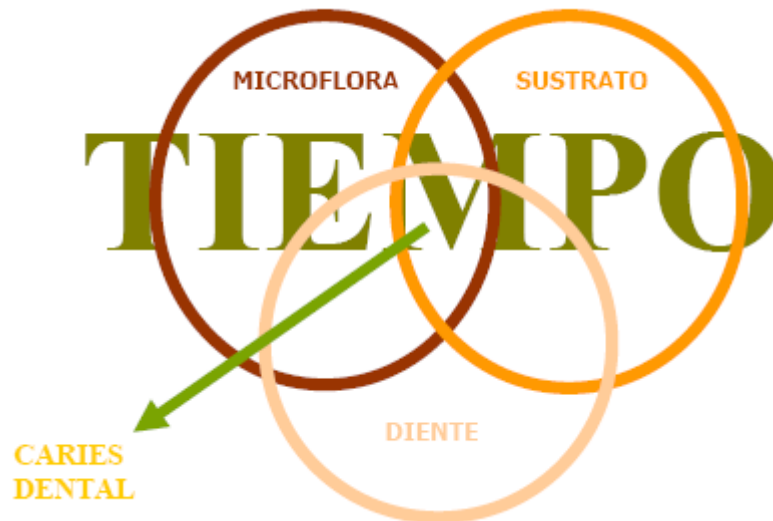 MICROFLORA SUSTRATO
TIEMPO
DIENTE
CARIES
DENTAL